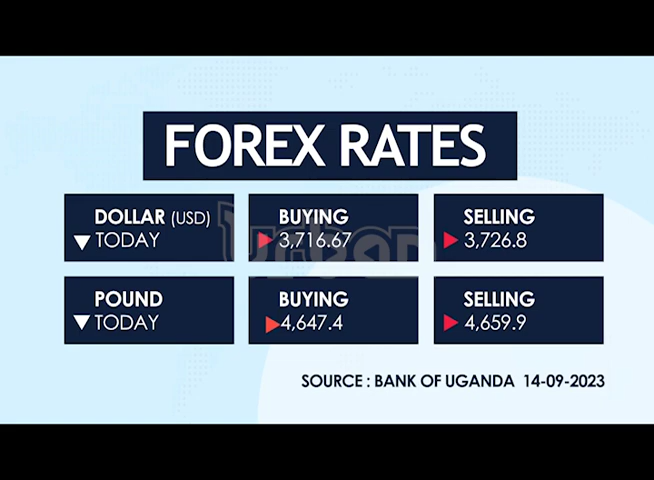 FOREX RATES
DOLLAR (USD)
TODAY
BUYING
3,716.67
SELLING
3,726.8
POUND
TODAY
BUYING
4,647.4
SELLING
4,659.9
Urban
SOURCE : BANK OF UGANDA 14-09-2023